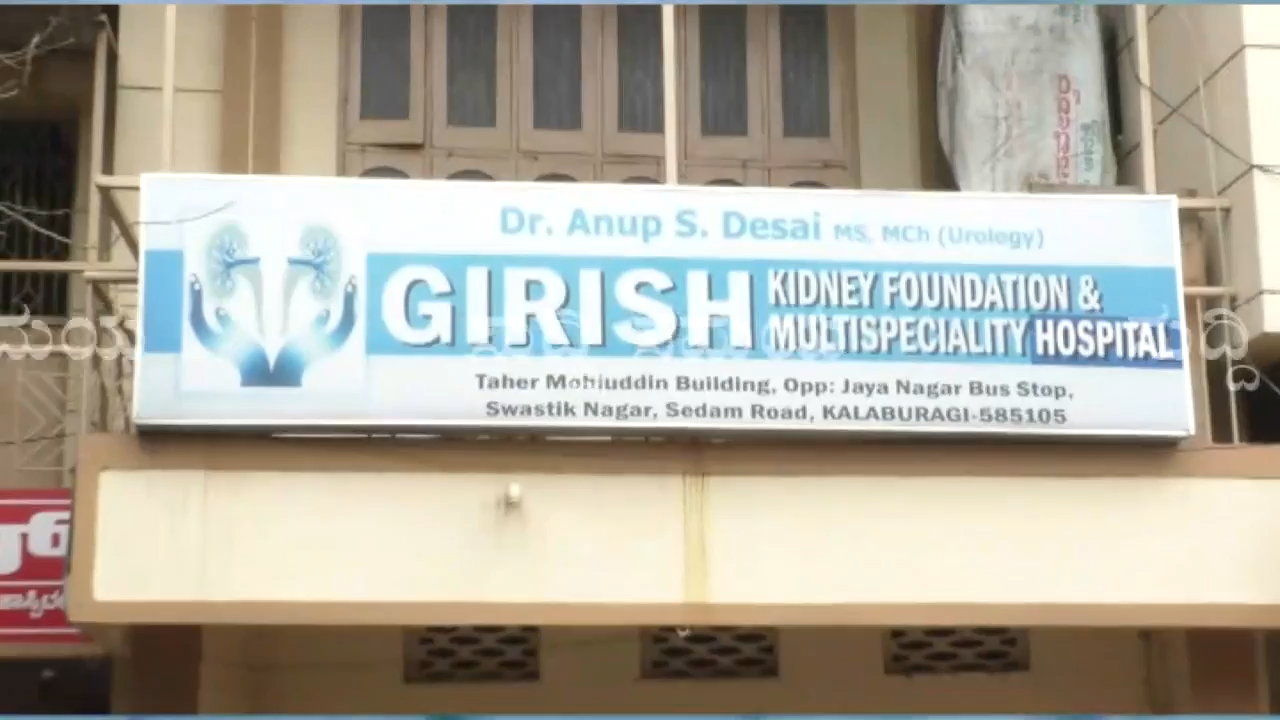 Dr. Anup S. Desai MS, MCh (Urology)
GIRISH KIDNEY FOUNDATION &
MULTISPECIALITY HOSPITAL
Taher Mohiuddin Building, Opp: Jaya Nagar Bus Stop,
Swastik Nagar, Sedam Road, KALABURAGI-585105